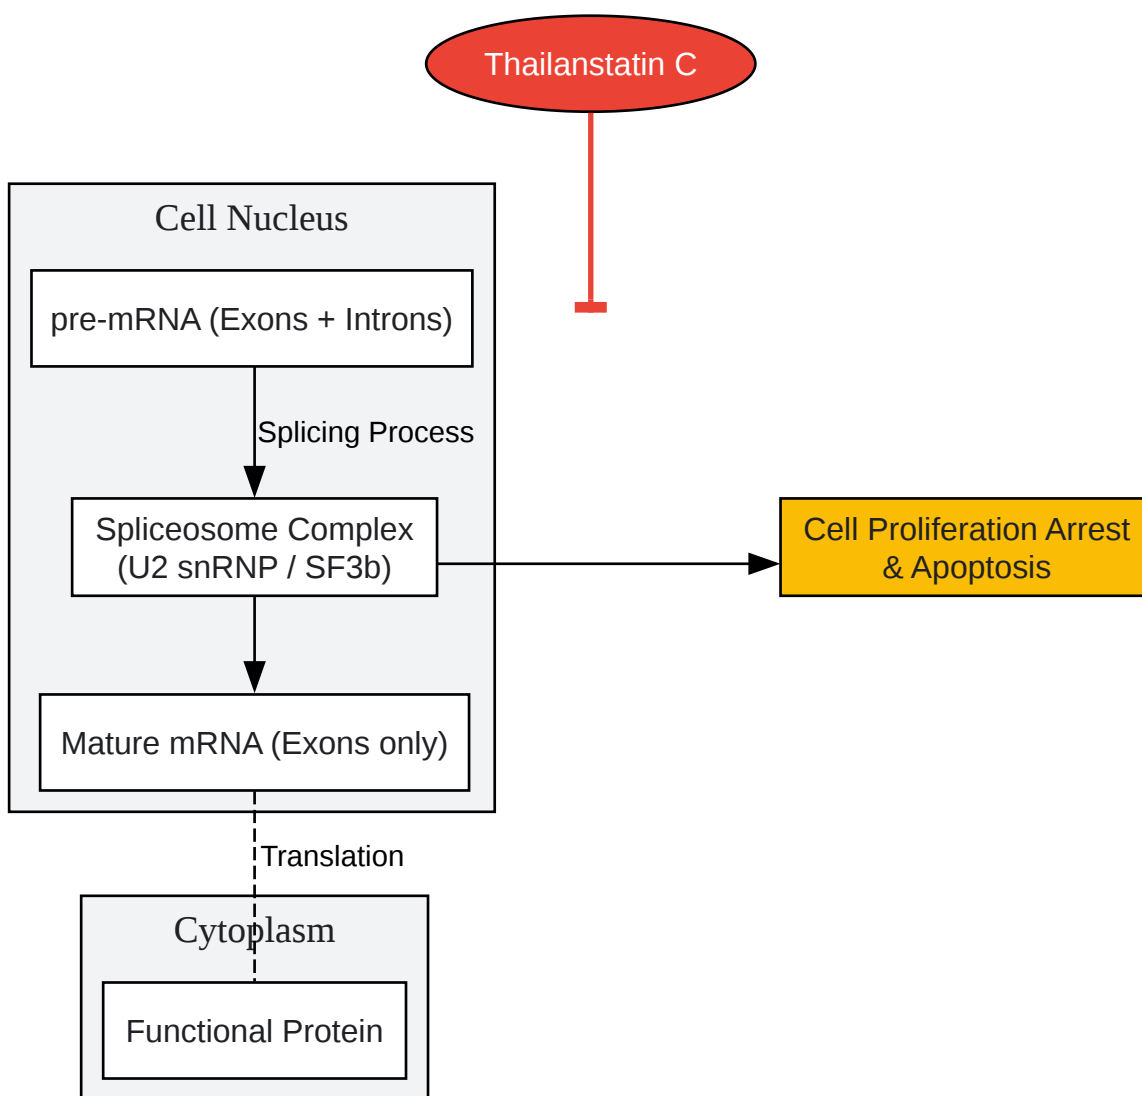 Thailanstatin C
Cell Nucleus
pre-mRNA (Exons + Introns)
Splicing Process
Spliceosome Complex
(U2 snRNP / SF3b)
Cell Proliferation Arrest
& Apoptosis
Mature mRNA (Exons only)
Translation
Cytoplasm
Functional Protein